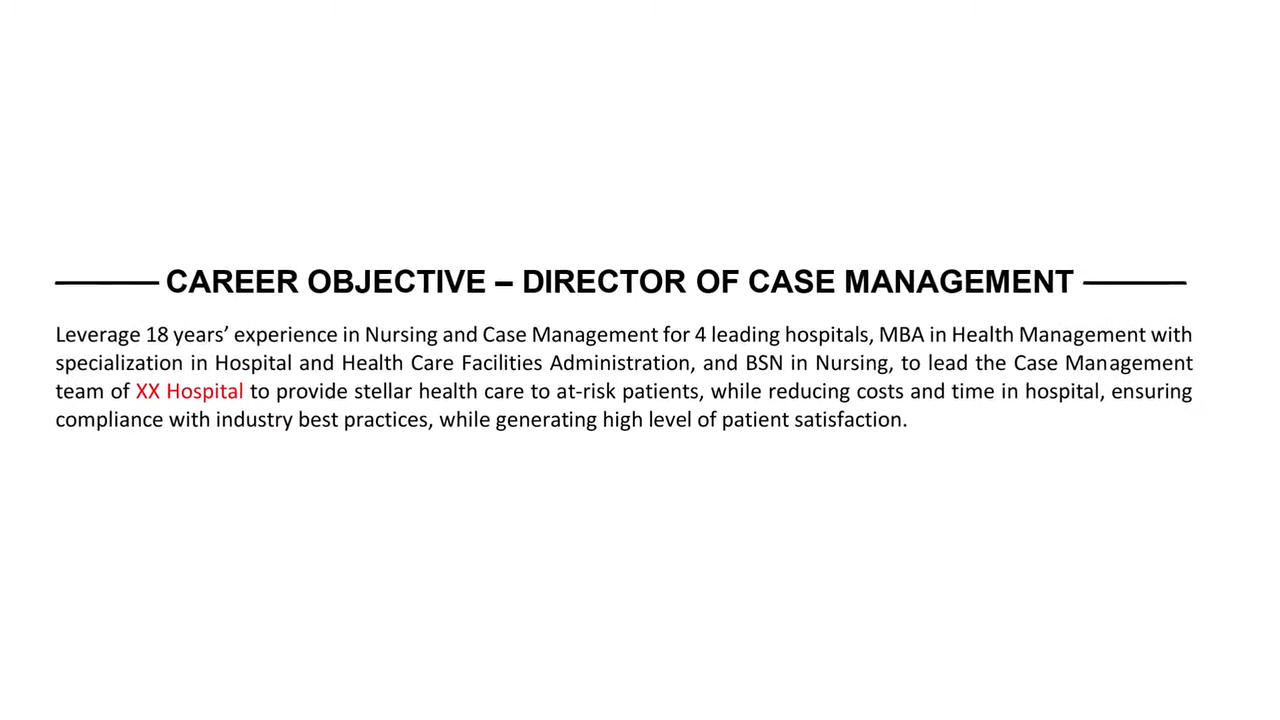 CAREER OBJECTIVE – DIRECTOR OF CASE MANAGEMENT
Leverage 18 years’ experience in Nursing and Case Management for 4 leading hospitals, MBA in Health Management with
specialization in Hospital and Health Care Facilities Administration, and BSN in Nursing, to lead the Case Management
team of XX Hospital to provide stellar health care to at-risk patients, while reducing costs and time in hospital, ensuring
compliance with industry best practices, while generating high level of patient satisfaction.